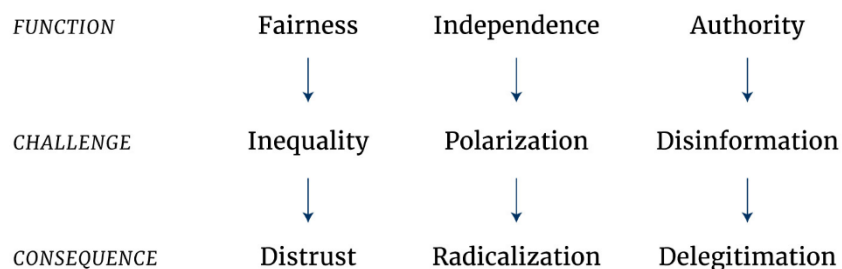 FUNCTION Fairness Independence Authority
CHALLENGE Inequality Polarization Disinformation
CONSEQUENCE Distrust Radicalization Delegitimation